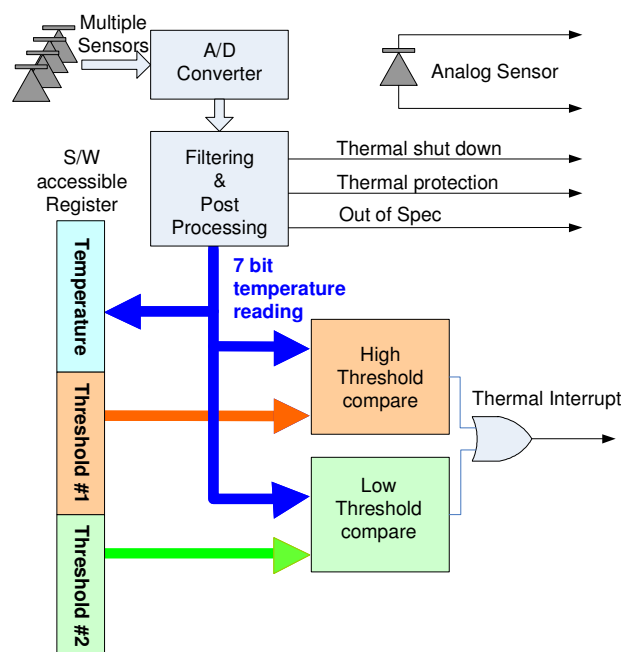 Multiple
Sensors
A/D
Converter
Analog Sensor
S/W
accessible
Register
Filtering
&
Post
Processing
Thermal shut down
Thermal protection
Out of Spec
7 bit
temperature
reading
Temperature
High
Threshold
compare
Thermal Interrupt
Threshold #1
Low
Threshold
compare
Threshold #2